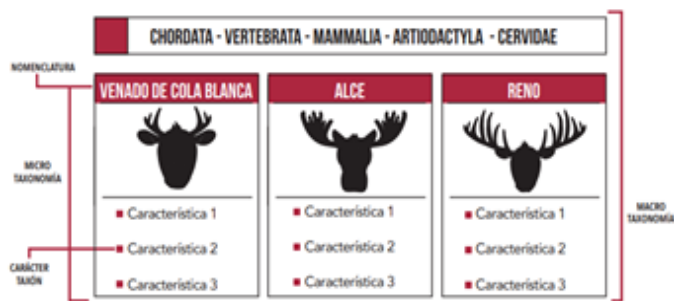 CHORDATA - VERTEBRATA - MAMMALIA - ARTIODACTYLA - CERVIDAE
NOMENCLATURA
VENADO DE COLA BLANCA
ALCE
RENO
MICRO
TAXONOMÍA
MACRO
TAXONOMÍA
Característica 1
Característica 1
Característica 1
Característica 2
Característica 2
Característica 2
CARÁCTER
TAXÓN
Característica 3
Característica 3
Característica 3